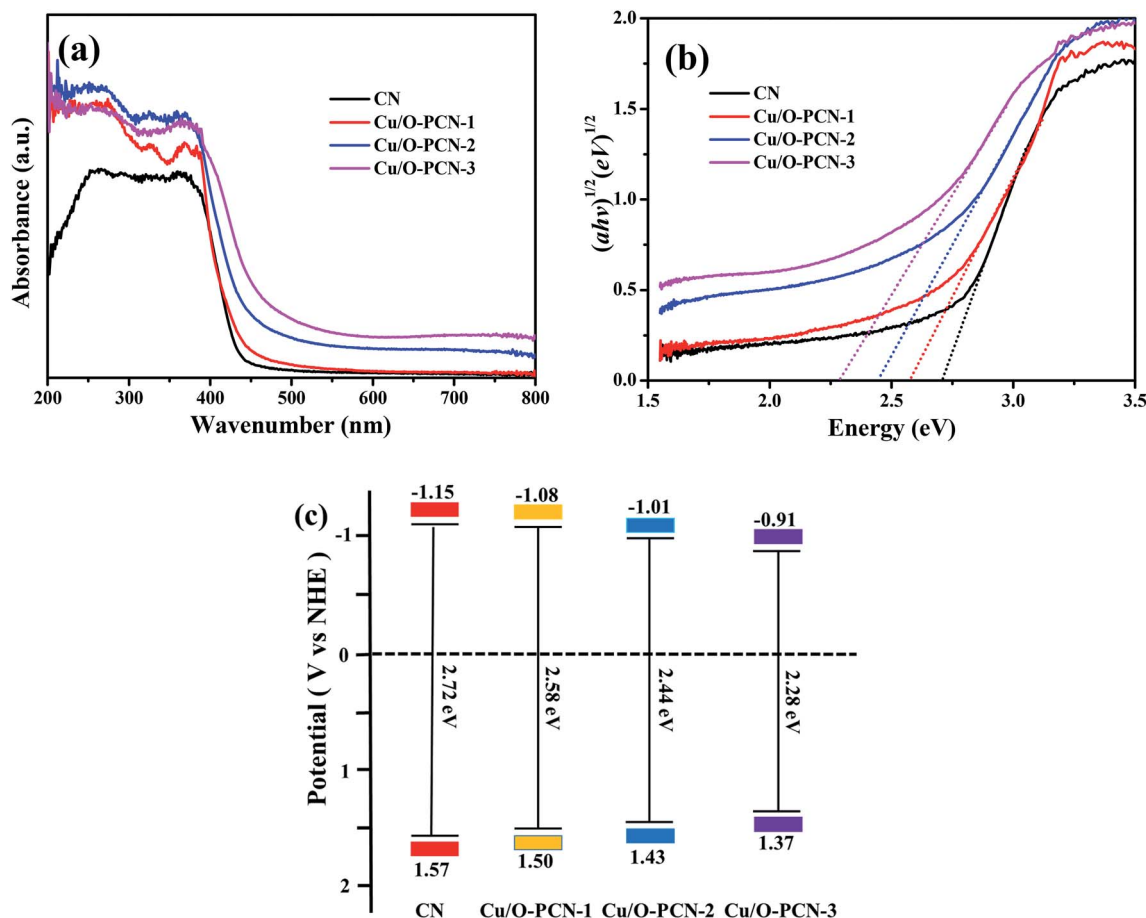 (a)
CN
Cu/O-PCN-1
Cu/O-PCN-2
Cu/O-PCN-3
Absorbance (a.u.)
200 300 400 500 600 700 800
Wavenumber (nm)
(b)
CN
Cu/O-PCN-1
Cu/O-PCN-2
Cu/O-PCN-3
(ahv)^1/2(eV)^1/2
2.0
1.5
1.0
0.5
0.0
1.5 2.0 2.5 3.0 3.5
Energy (eV)
(c)
-1.15 -1.08 -1.01 -0.91
Potential ( V vs NHE )
-1
0
1
2
2.72 eV 2.58 eV 2.44 eV 2.28 eV
1.57 1.50 1.43 1.37
CN Cu/O-PCN-1 Cu/O-PCN-2 Cu/O-PCN-3